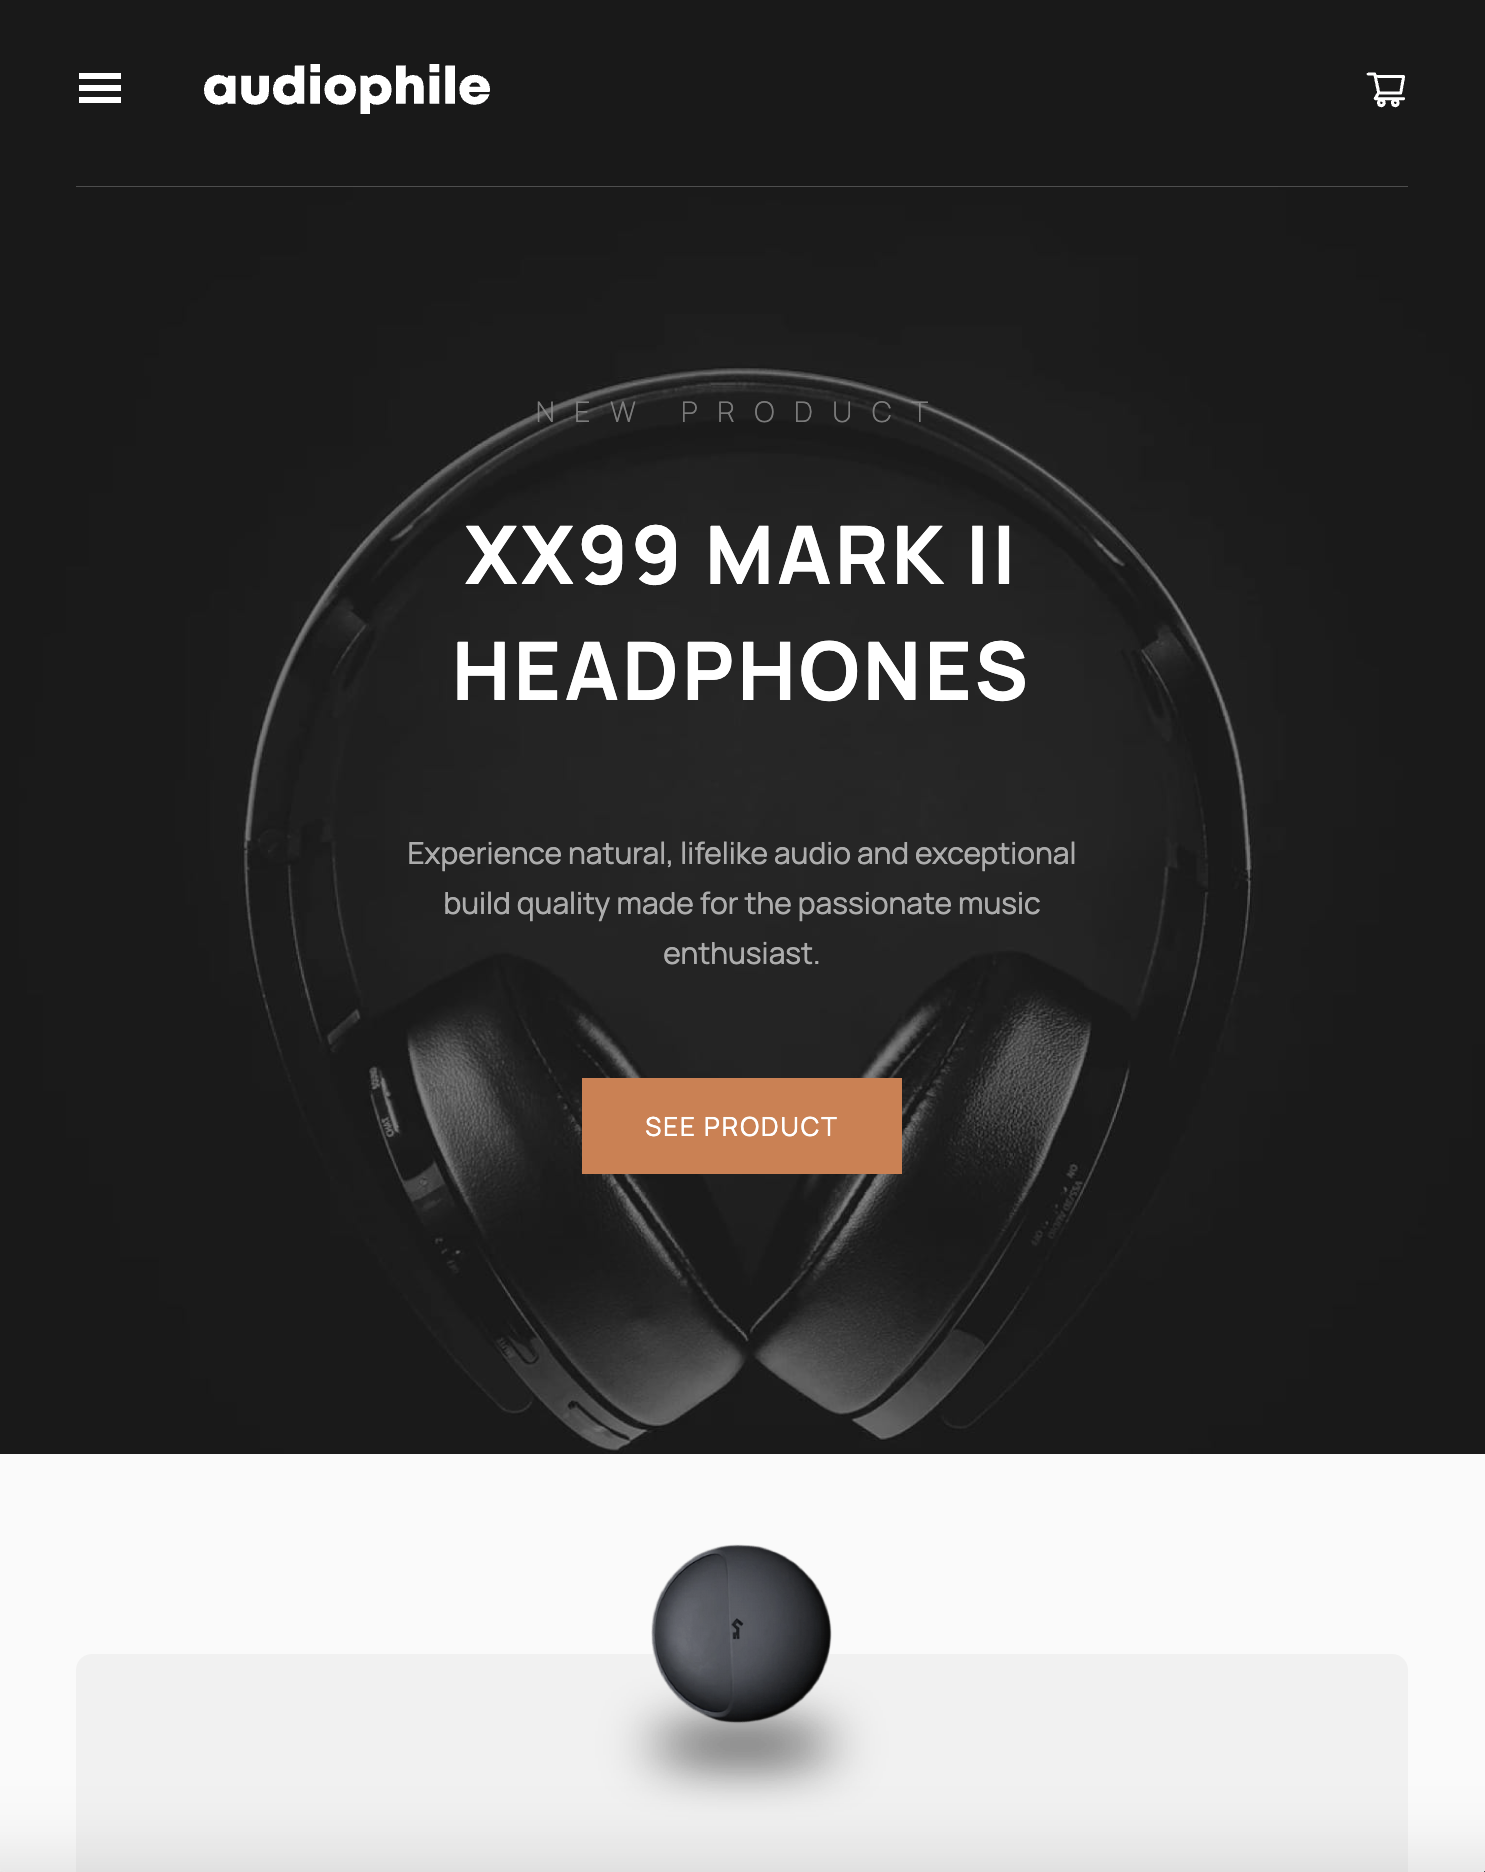 audiophile
NEW PRODUCT
XX99 MARK II
HEADPHONES
Experience natural, lifelike audio and exceptional
build quality made for the passionate music
enthusiast.
SEE PRODUCT